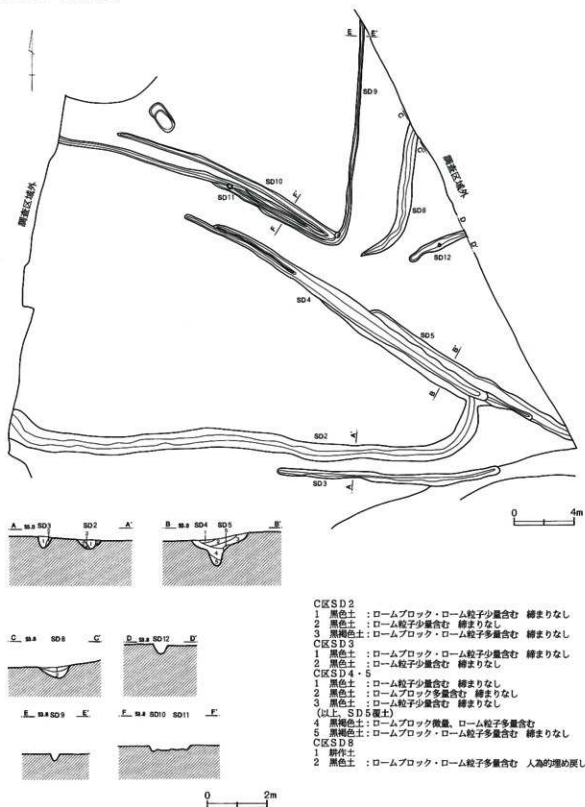 E E'
SD9
SD10
SD11
F'
F
調査区域外
C'
C
SD8
調査区域外
D
D'
SD12
SD4
SD5
B'
B
SD2
A'
SD3
A
0 4m
A 53.8 SD3 SD2 A'
B 53.8 SD4 SD5 B'
C 53.8 SD8 C'
D 53.8 SD12 D'
E 53.8 SD9 E'
F 53.8 SD10 SD11 F'
0 2m
C区SD2
1 黒色土 :ロームブロック・ローム粒子少量含む 締まりなし
2 黒色土 :ローム粒子少量含む 締まりなし
3 黒褐色土:ロームブロック・ローム粒子多量含む 締まりなし
C区SD3
1 黒色土 :ロームブロック・ローム粒子少量含む 締まりなし
2 黒色土 :ローム粒子少量含む 締まりなし
C区SD4・5
1 黒色土 :ローム粒子少量含む 締まりなし
2 黒色土 :ロームブロック多量含む 締まりなし
3 黒色土 :ローム粒子少量含む 締まりなし
(以上、SD5覆土)
4 黒褐色土:ロームブロック微量、ローム粒子多量含む
5 黒褐色土:ロームブロック・ローム粒子多量含む 締まりなし
C区SD8
1 耕作土
2 黒色土 :ロームブロック・ローム粒子多量含む 人為的埋め戻し